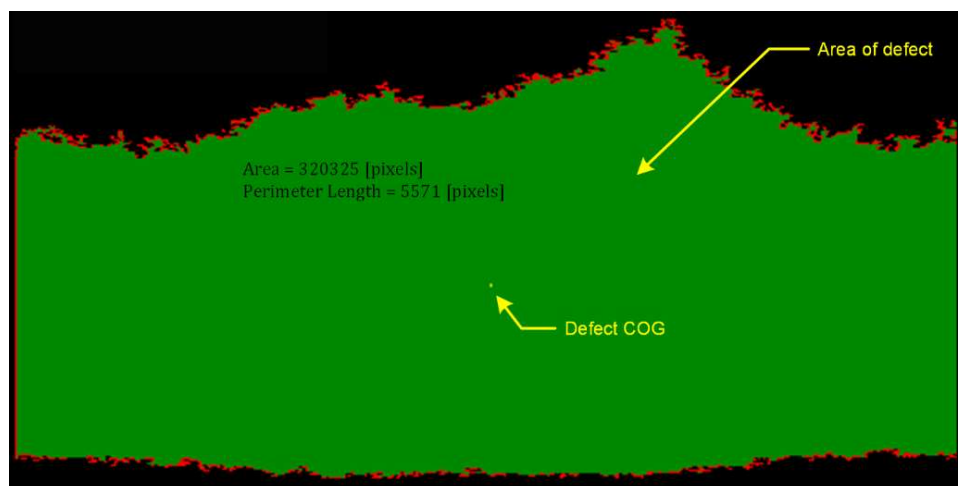 Area of defect
Area = 320325 [pixels]
Perimeter Length = 5571 [pixels]
Defect COG